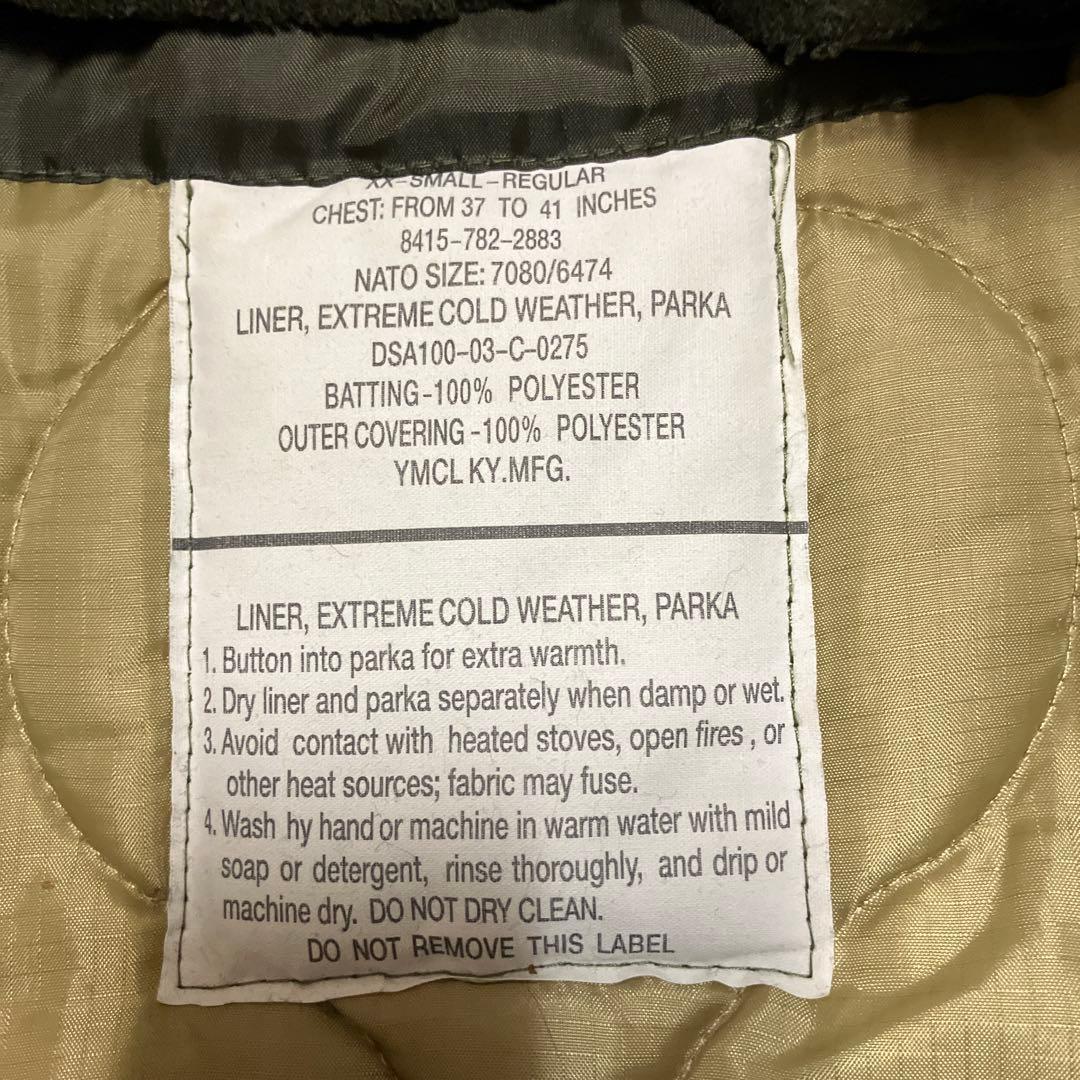 XX-SMALL-REGULAR
CHEST: FROM 37 TO 41 INCHES
8415-782-2883
NATO SIZE: 7080/6474
LINER, EXTREME COLD WEATHER, PARKA
DSA100-03-C-0275
BATTING-100% POLYESTER
OUTER COVERING-100% POLYESTER
YMCL KY.MFG.
LINER, EXTREME COLD WEATHER, PARKA
1. Button into parka for extra warmth.
2. Dry liner and parka separately when damp or wet.
3. Avoid contact with heated stoves, open fires, or
other heat sources; fabric may fuse.
4. Wash hy hand or machine in warm water with mild
soap or detergent, rinse thoroughly, and drip or
machine dry. DO NOT DRY CLEAN.
DO NOT REMOVE THIS LABEL